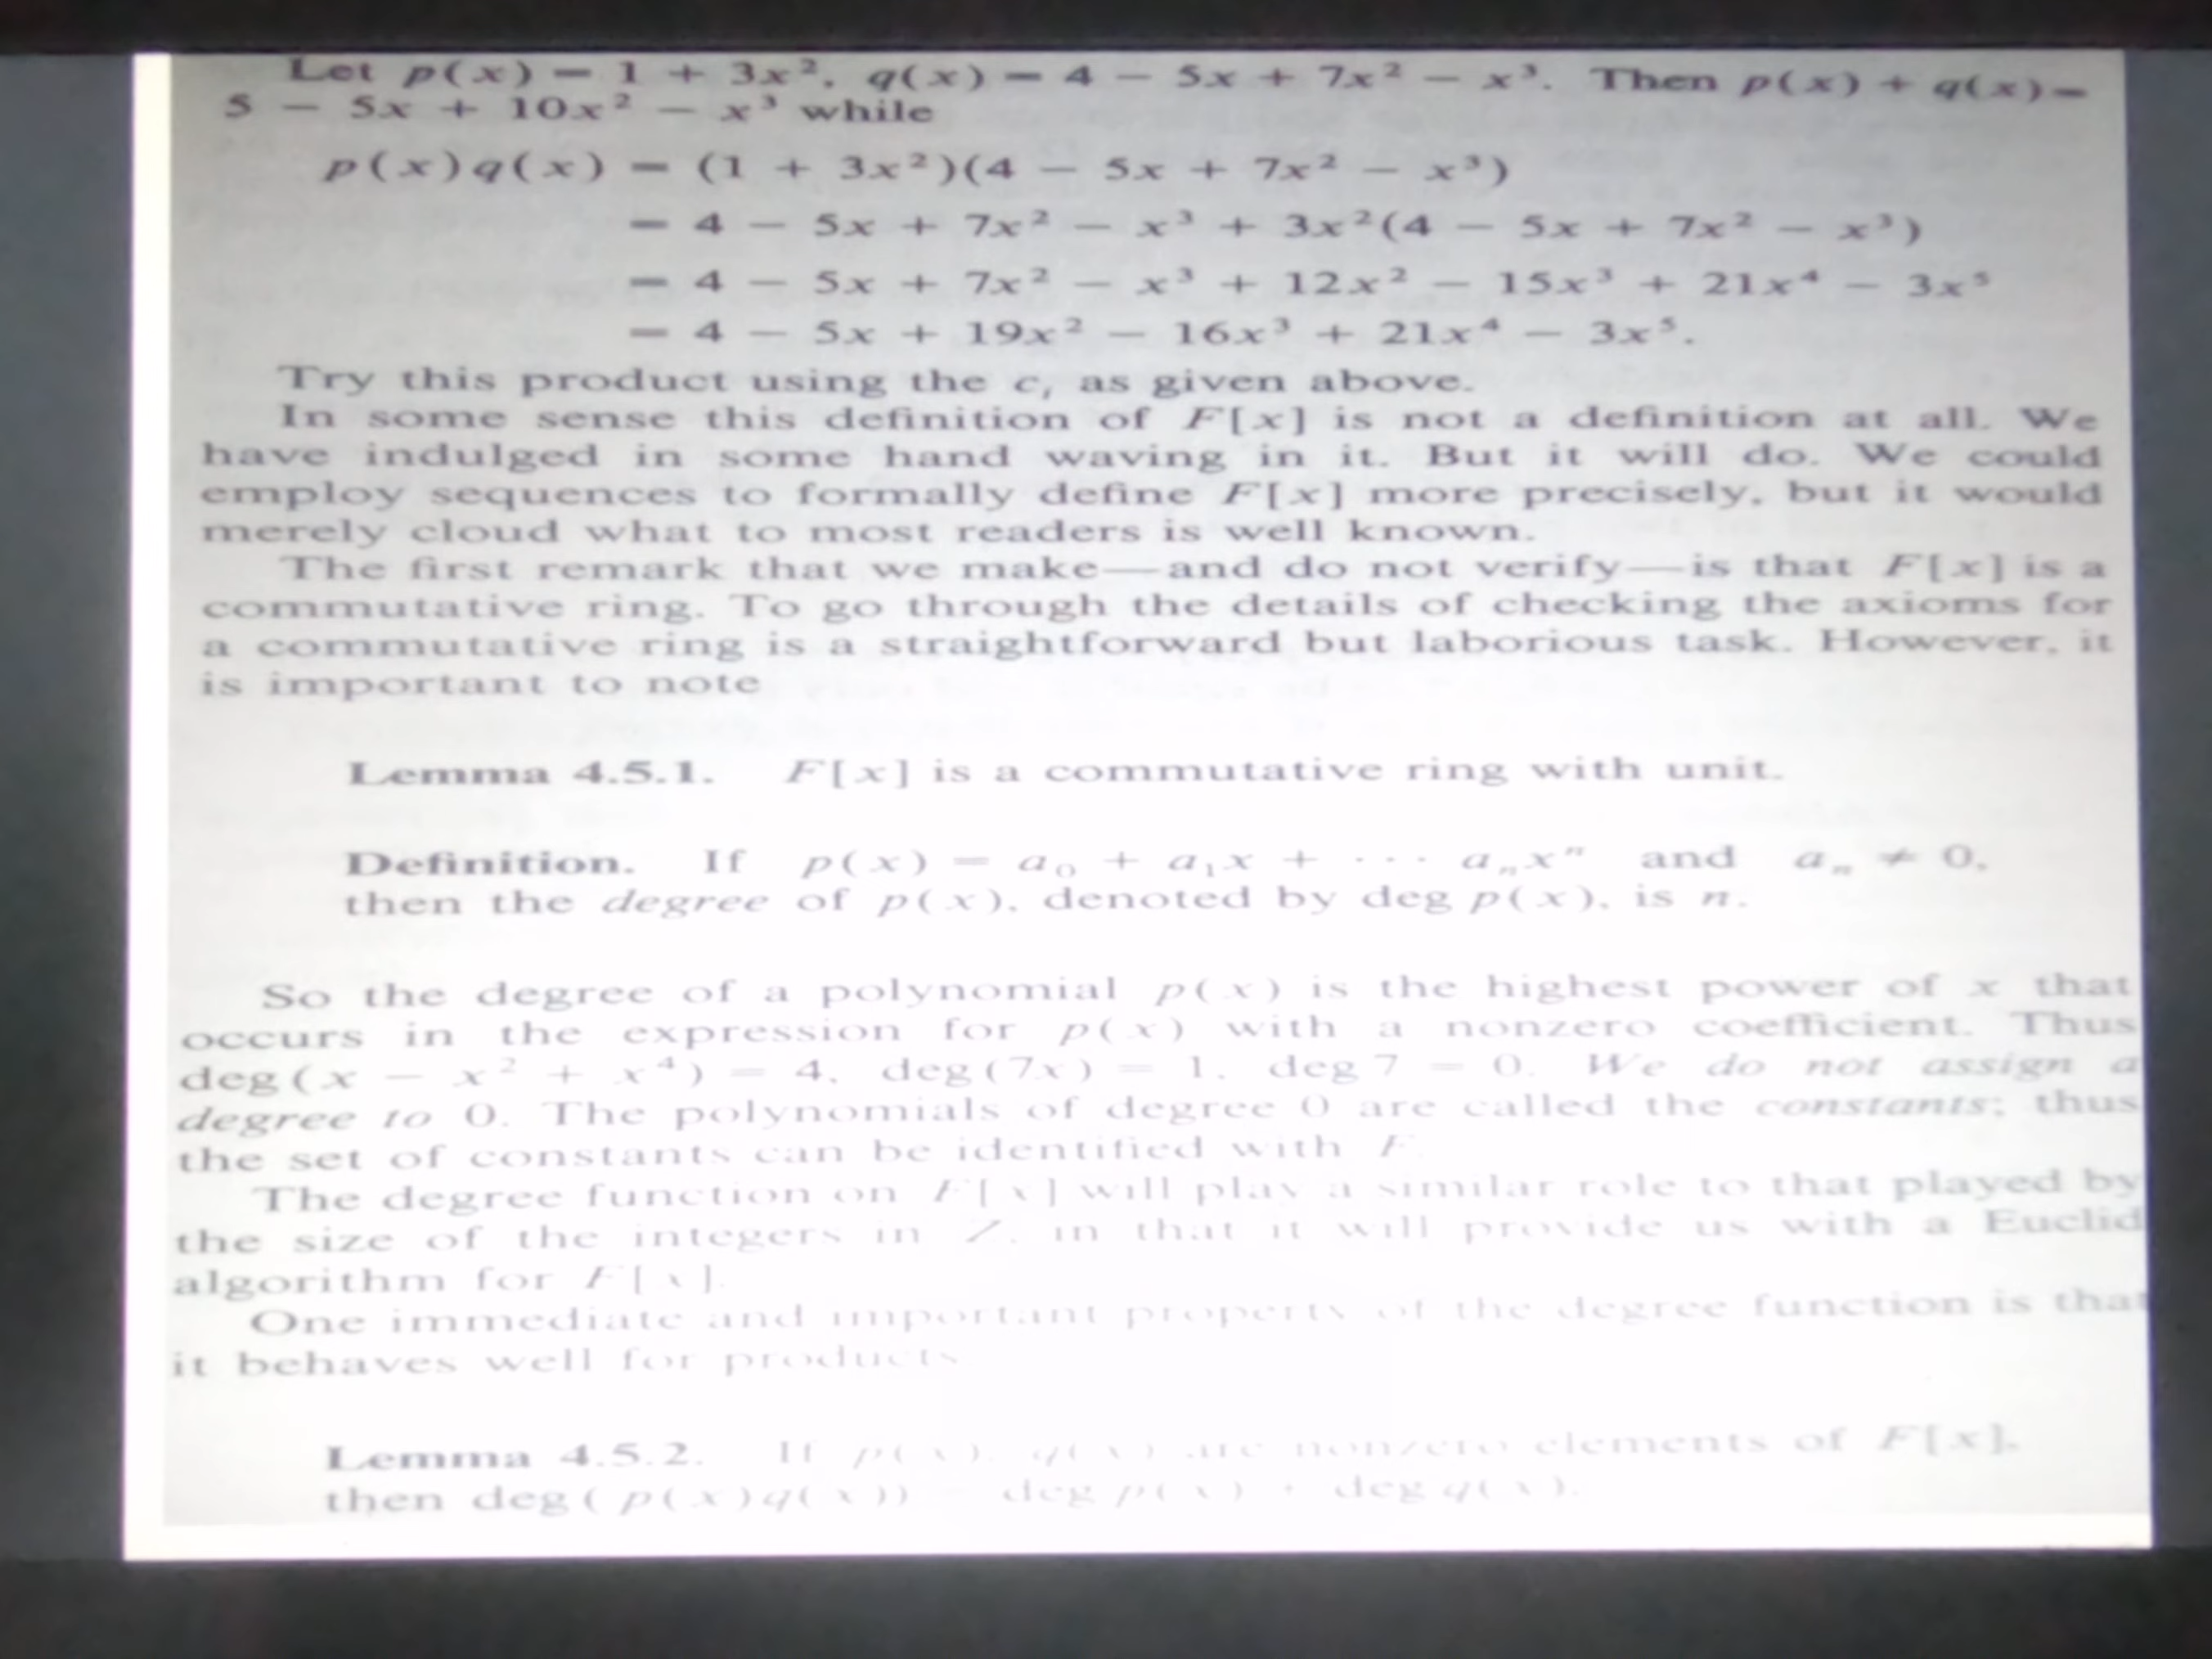 Let p(x) = 1 + 3x², q(x) = 4 − 5x + 7x² − x³. Then p(x) + q(x) =
5 − 5x + 10x² − x³ while
p(x)q(x) = (1 + 3x²)(4 − 5x + 7x² − x³)
= 4 − 5x + 7x² − x³ + 3x²(4 − 5x + 7x² − x³)
= 4 − 5x + 7x² − x³ + 12x² − 15x³ + 21x⁴ − 3x⁵
= 4 − 5x + 19x² − 16x³ + 21x⁴ − 3x⁵.
Try this product using the cᵢ as given above.
In some sense this definition of F[x] is not a definition at all. We
have indulged in some hand waving in it. But it will do. We could
employ sequences to formally define F[x] more precisely, but it would
merely cloud what to most readers is well known.
The first remark that we make—and do not verify—is that F[x] is a
commutative ring. To go through the details of checking the axioms for
a commutative ring is a straightforward but laborious task. However, it
is important to note
Lemma 4.5.1. F[x] is a commutative ring with unit.
Definition. If p(x) = a₀ + a₁x + ··· aₙxⁿ and aₙ ≠ 0,
then the degree of p(x), denoted by deg p(x), is n.
So the degree of a polynomial p(x) is the highest power of x that
occurs in the expression for p(x) with a nonzero coefficient. Thus
deg(x − x² + x⁴) = 4, deg(7x) = 1, deg 7 = 0. We do not assign a
degree to 0. The polynomials of degree 0 are called the constants; thus
the set of constants can be identified with F
The degree function on F[x] will play a similar role to that played by
the size of the integers in Z, in that it will provide us with a Euclid
algorithm for F[x].
One immediate and important property of the degree function is that
it behaves well for products
Lemma 4.5.2. If p(x), q(x) are nonzero elements of F[x],
then deg(p(x)q(x)) deg p(x) + deg q(x).